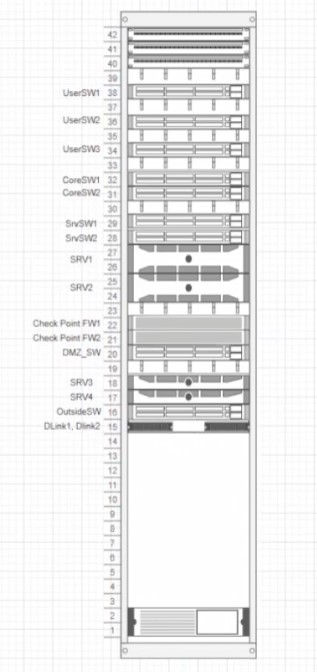 42
41
40
39
UserSW1 38
37
UserSW2 36
35
UserSW3 34
33
CoreSW1 32
CoreSW2 31
30
SrvSW1 29
SrvSW2 28
27
SRV1
26
25
SRV2
24
23
Check Point FW1 22
Check Point FW2 21
DMZ_SW 20
19
SRV3 18
SRV4 17
OutsideSW 16
DLink1, Dlink2 15
14
13
12
11
10
9
8
7
6
5
4
3
2
1